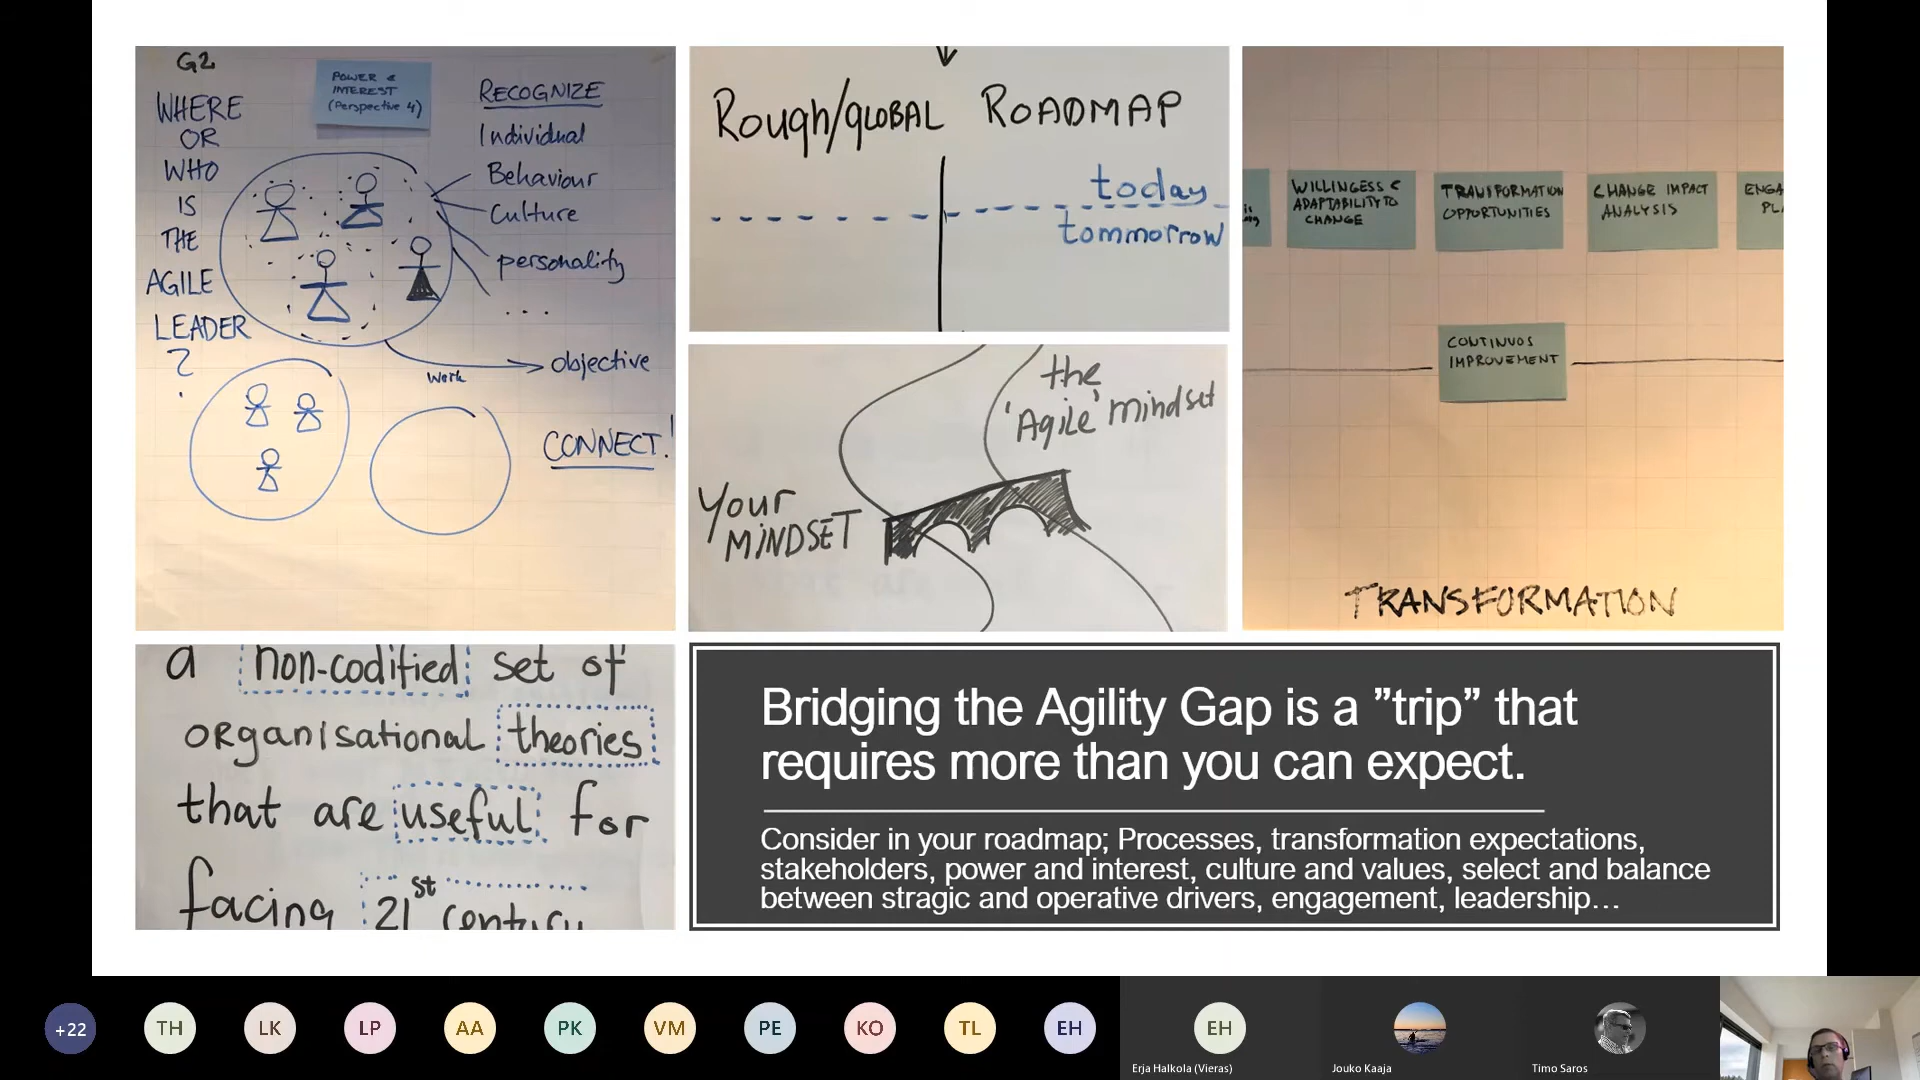 G2
WHERE
OR
WHO
IS
THE
AGILE
LEADER
?
POWER &
INTEREST
(Perspective 4)
RECOGNIZE
Individual
Behaviour
Culture
personality
...
Work
objective
CONNECT!
Rough/GLOBAL ROADMAP
today
tommorrow
the
'Agile' mindset
Your
MINDSET
WILLINGESS &
ADAPTABILITY TO
CHANGE
TRANSFORMATION
OPPORTUNITIES
CHANGE IMPACT
ANALYSIS
ENGA
PL
CONTINUOS
IMPROVEMENT
TRANSFORMATION
a non-codified set of
organisational theories
that are useful for
facing 21st century
Bridging the Agility Gap is a ”trip” that
requires more than you can expect.
Consider in your roadmap; Processes, transformation expectations,
stakeholders, power and interest, culture and values, select and balance
between stragic and operative drivers, engagement, leadership…
+22
TH
LK
LP
AA
PK
VM
PE
KO
TL
EH
EH
Erja Halkola (Vieras)
Jouko Kaaja
Timo Saros